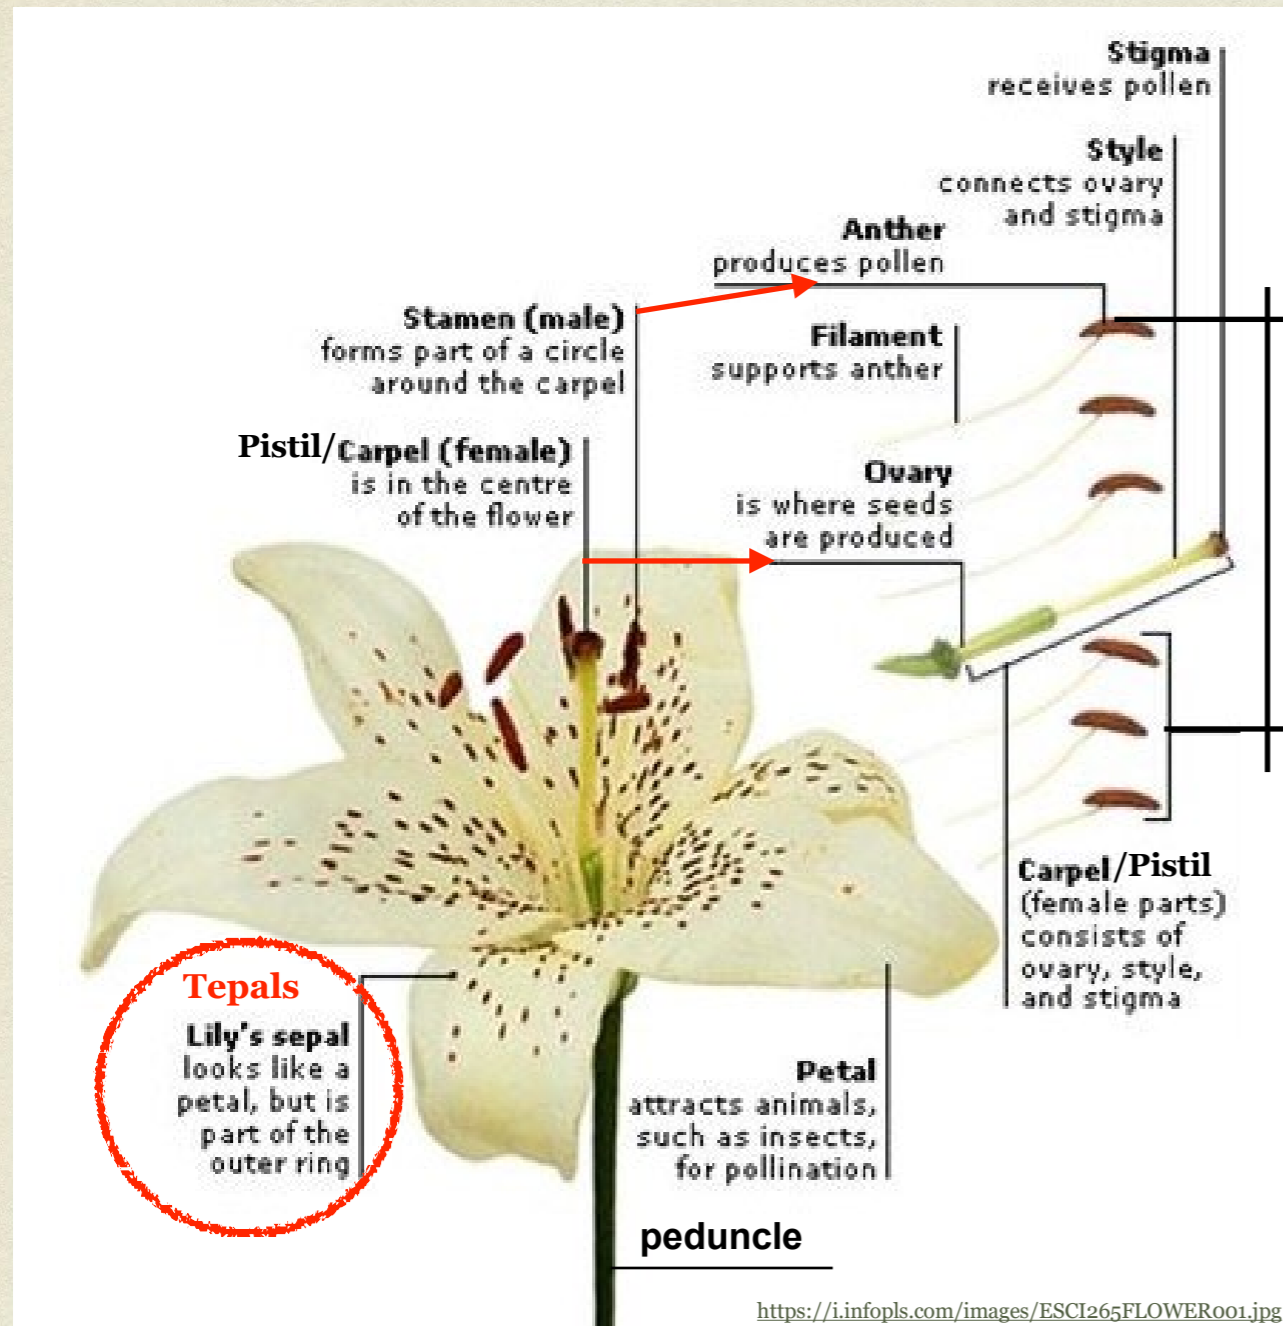 Stigma
receives pollen
Style
connects ovary
and stigma
Anther
produces pollen
Stamen (male)
forms part of a circle
around the carpel
Filament
supports anther
Pistil/Carpel (female)
is in the centre
of the flower
Ovary
is where seeds
are produced
Carpel/Pistil
(female parts)
consists of
ovary, style,
and stigma
Tepals
Lily's sepal
looks like a
petal, but is
part of the
outer ring
Petal
attracts animals,
such as insects,
for pollination
peduncle
https://i.infopls.com/images/ESCI265FLOWER001.jpg